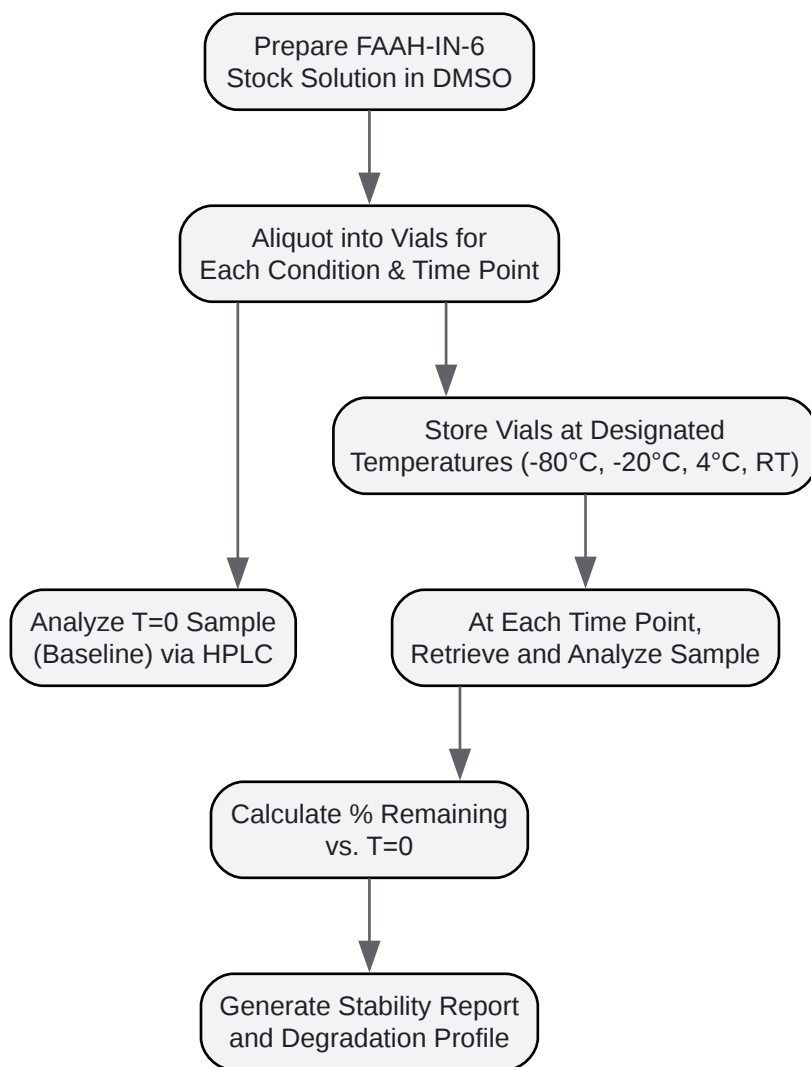 Prepare FAAH-IN-6
Stock Solution in DMSO
Aliquot into Vials for
Each Condition & Time Point
Store Vials at Designated
Temperatures (-80°C, -20°C, 4°C, RT)
Analyze T=0 Sample
(Baseline) via HPLC
At Each Time Point,
Retrieve and Analyze Sample
Calculate % Remaining
vs. T=0
Generate Stability Report
and Degradation Profile